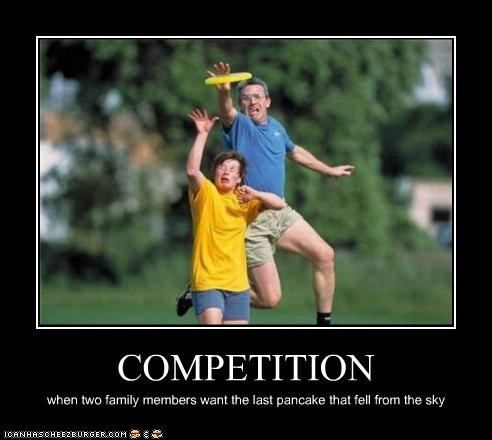 COMPETITION
when two family members want the last pancake that fell from the sky
ICANHASCHEEZBURGER.COM